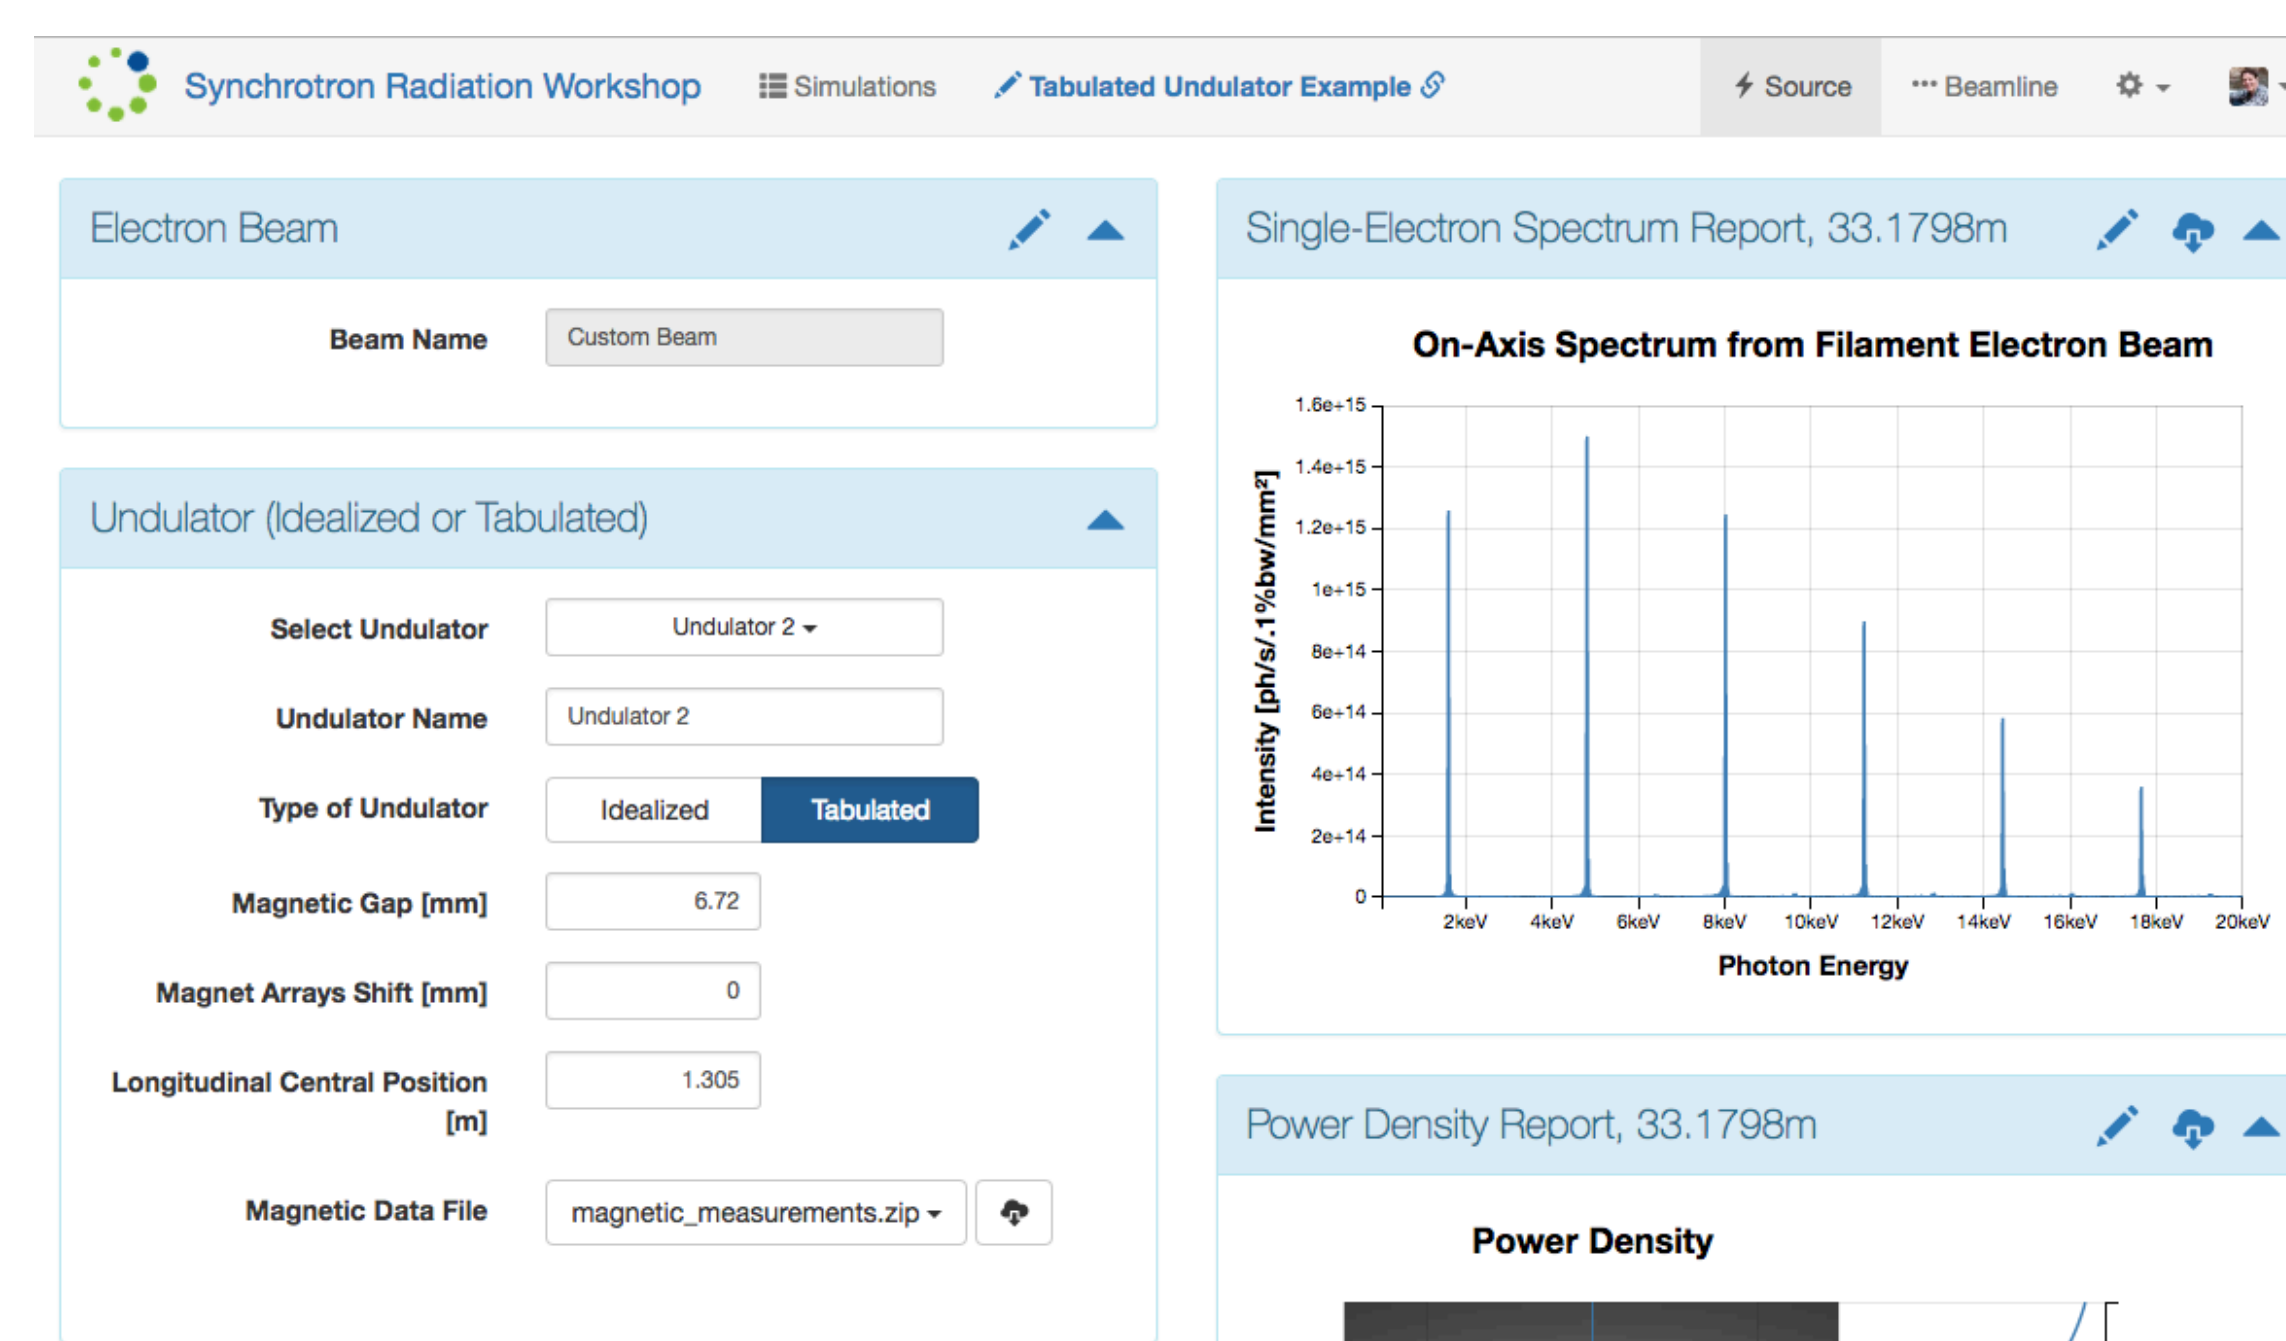 Synchrotron Radiation Workshop Simulations Tabulated Undulator Example Source Beamline
Electron Beam
Beam Name Custom Beam
Undulator (Idealized or Tabulated)
Select Undulator Undulator 2
Undulator Name Undulator 2
Type of Undulator Idealized Tabulated
Magnetic Gap [mm] 6.72
Magnet Arrays Shift [mm] 0
Longitudinal Central Position 1.305
[m]
Magnetic Data File magnetic_measurements.zip
Single-Electron Spectrum Report, 33.1798m
On-Axis Spectrum from Filament Electron Beam
Intensity [ph/s/.1%bw/mm²]
1.6e+15
1.4e+15
1.2e+15
1e+15
8e+14
6e+14
4e+14
2e+14
0
2keV 4keV 6keV 8keV 10keV 12keV 14keV 16keV 18keV 20keV
Photon Energy
Power Density Report, 33.1798m
Power Density